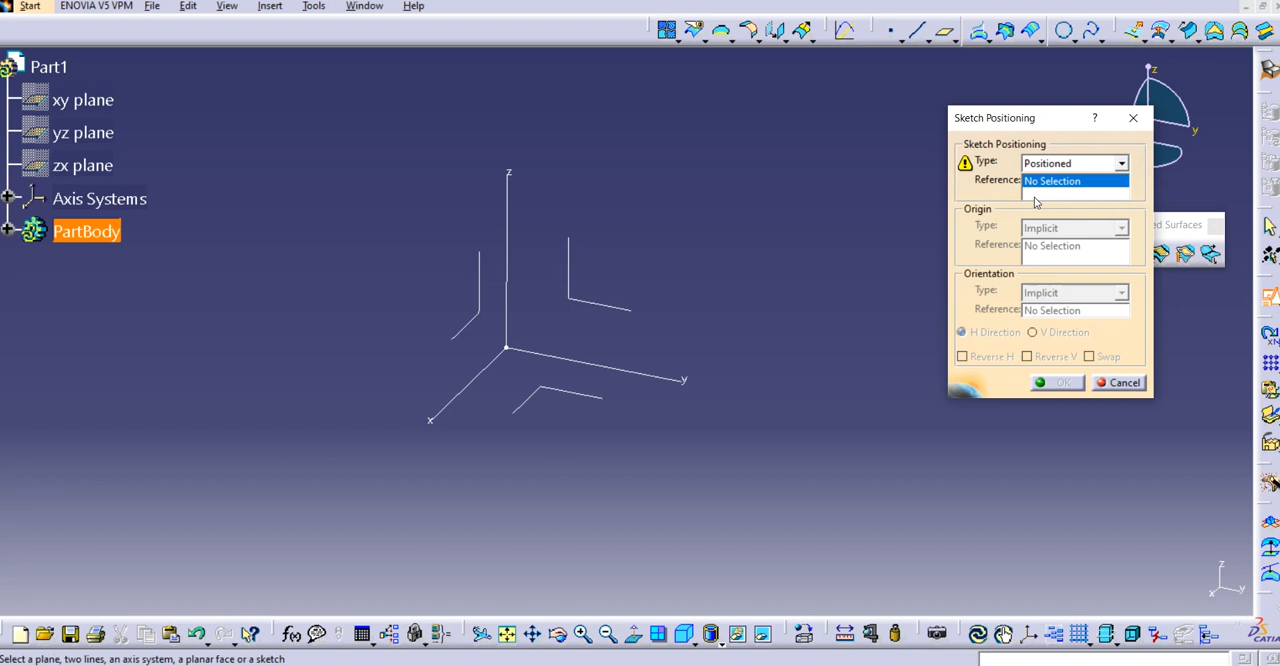 Start ENOVIA V5 VPM File Edit View Insert Tools Window Help
Part1
xy plane
yz plane
zx plane
Axis Systems
PartBody
z
y
x
z
y
Sketch Positioning
?
Sketch Positioning
Type: Positioned
Reference: No Selection
Origin
Type: Implicit
Reference: No Selection
Orientation
Type: Implicit
Reference: No Selection
H Direction V Direction
Reverse H Reverse V Swap
OK Cancel
ed Surfaces
z
x y
f(x)
CATIA
Select a plane, two lines, an axis system, a planar face or a sketch